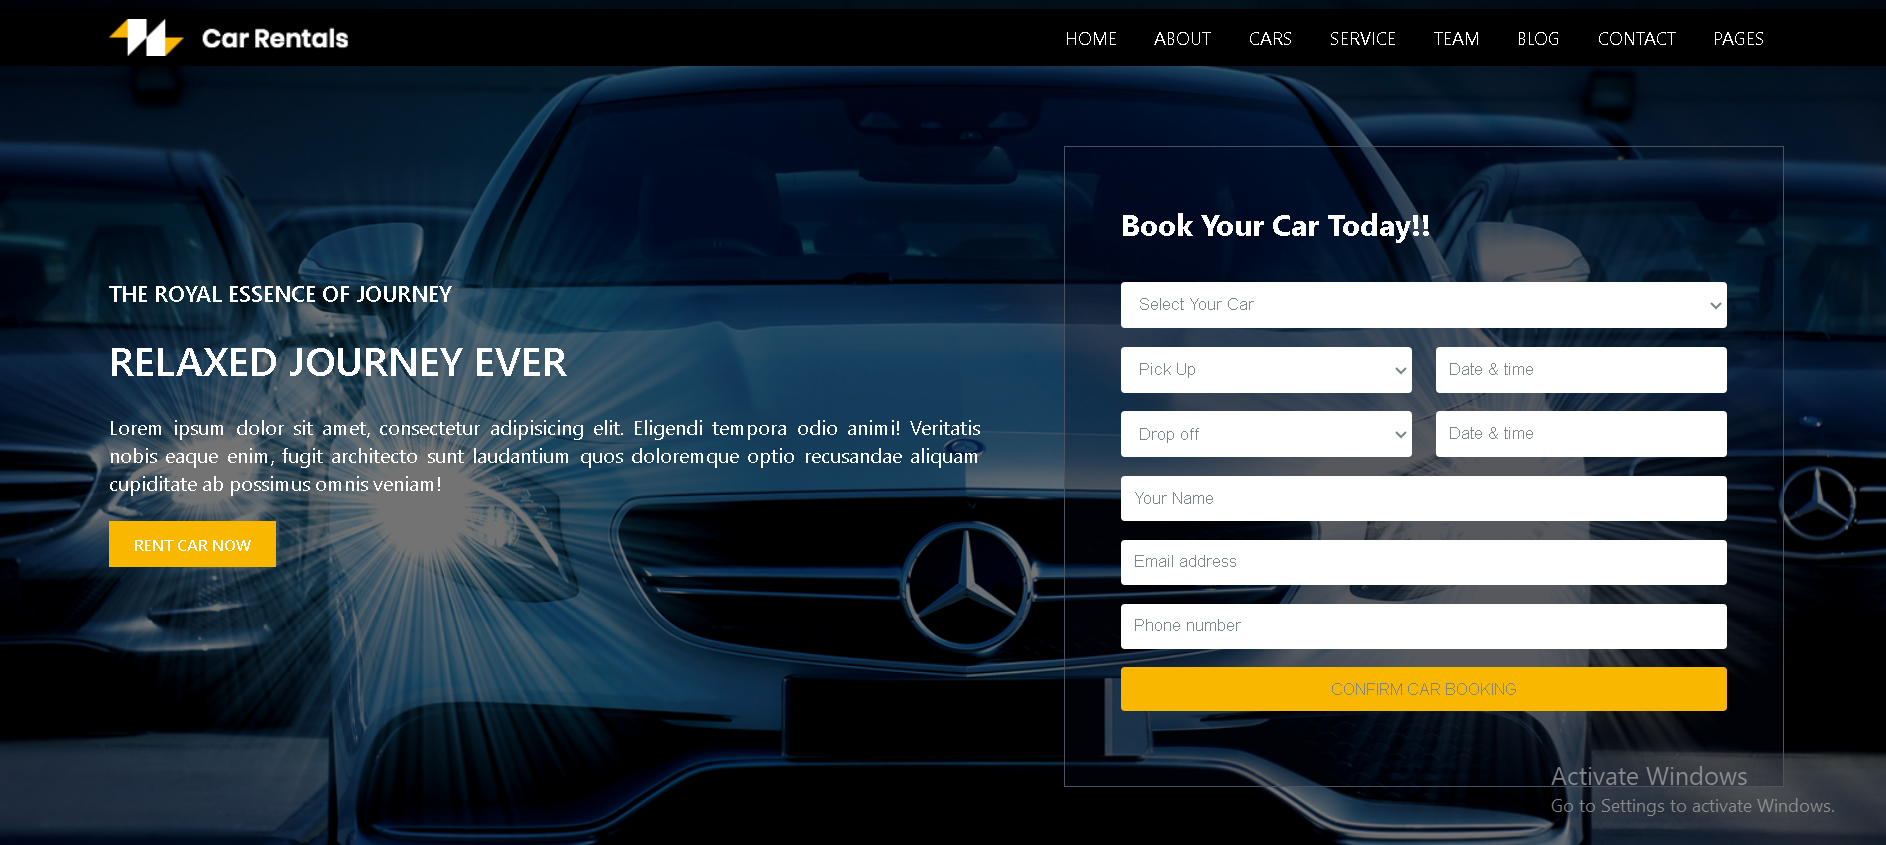 Car Rentals
HOME ABOUT CARS SERVICE TEAM BLOG CONTACT PAGES
THE ROYAL ESSENCE OF JOURNEY
RELAXED JOURNEY EVER
Lorem ipsum dolor sit amet, consectetur adipisicing elit. Eligendi tempora odio animi! Veritatis
nobis eaque enim, fugit architecto sunt laudantium quos doloremque optio recusandae aliquam
cupiditate ab possimus omnis veniam!
RENT CAR NOW
Book Your Car Today!!
Select Your Car
Pick Up
Date & time
Drop off
Date & time
Your Name
Email address
Phone number
CONFIRM CAR BOOKING
Activate Windows
Go to Settings to activate Windows.